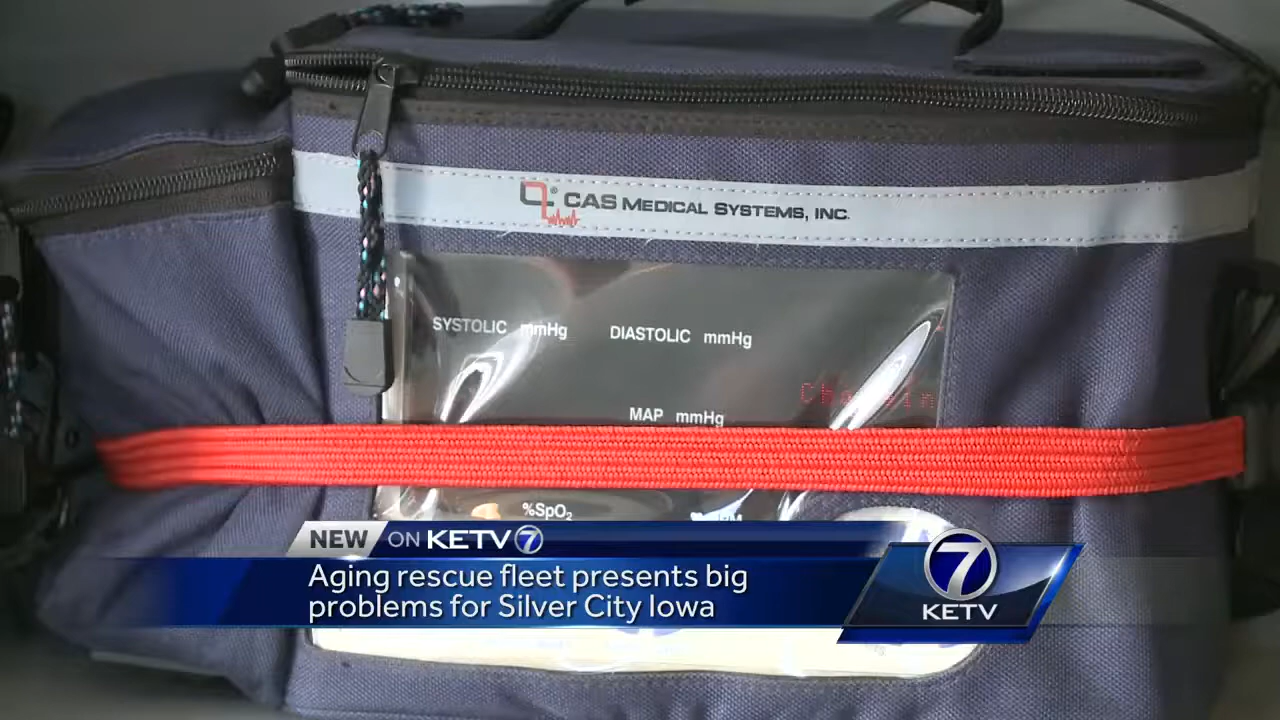 CAS MEDICAL SYSTEMS, INC.
SYSTOLIC mmHg DIASTOLIC mmHg
MAP mmHg
%SpO₂
NEW ON KETV 7
Aging rescue fleet presents big
problems for Silver City Iowa
7
KETV